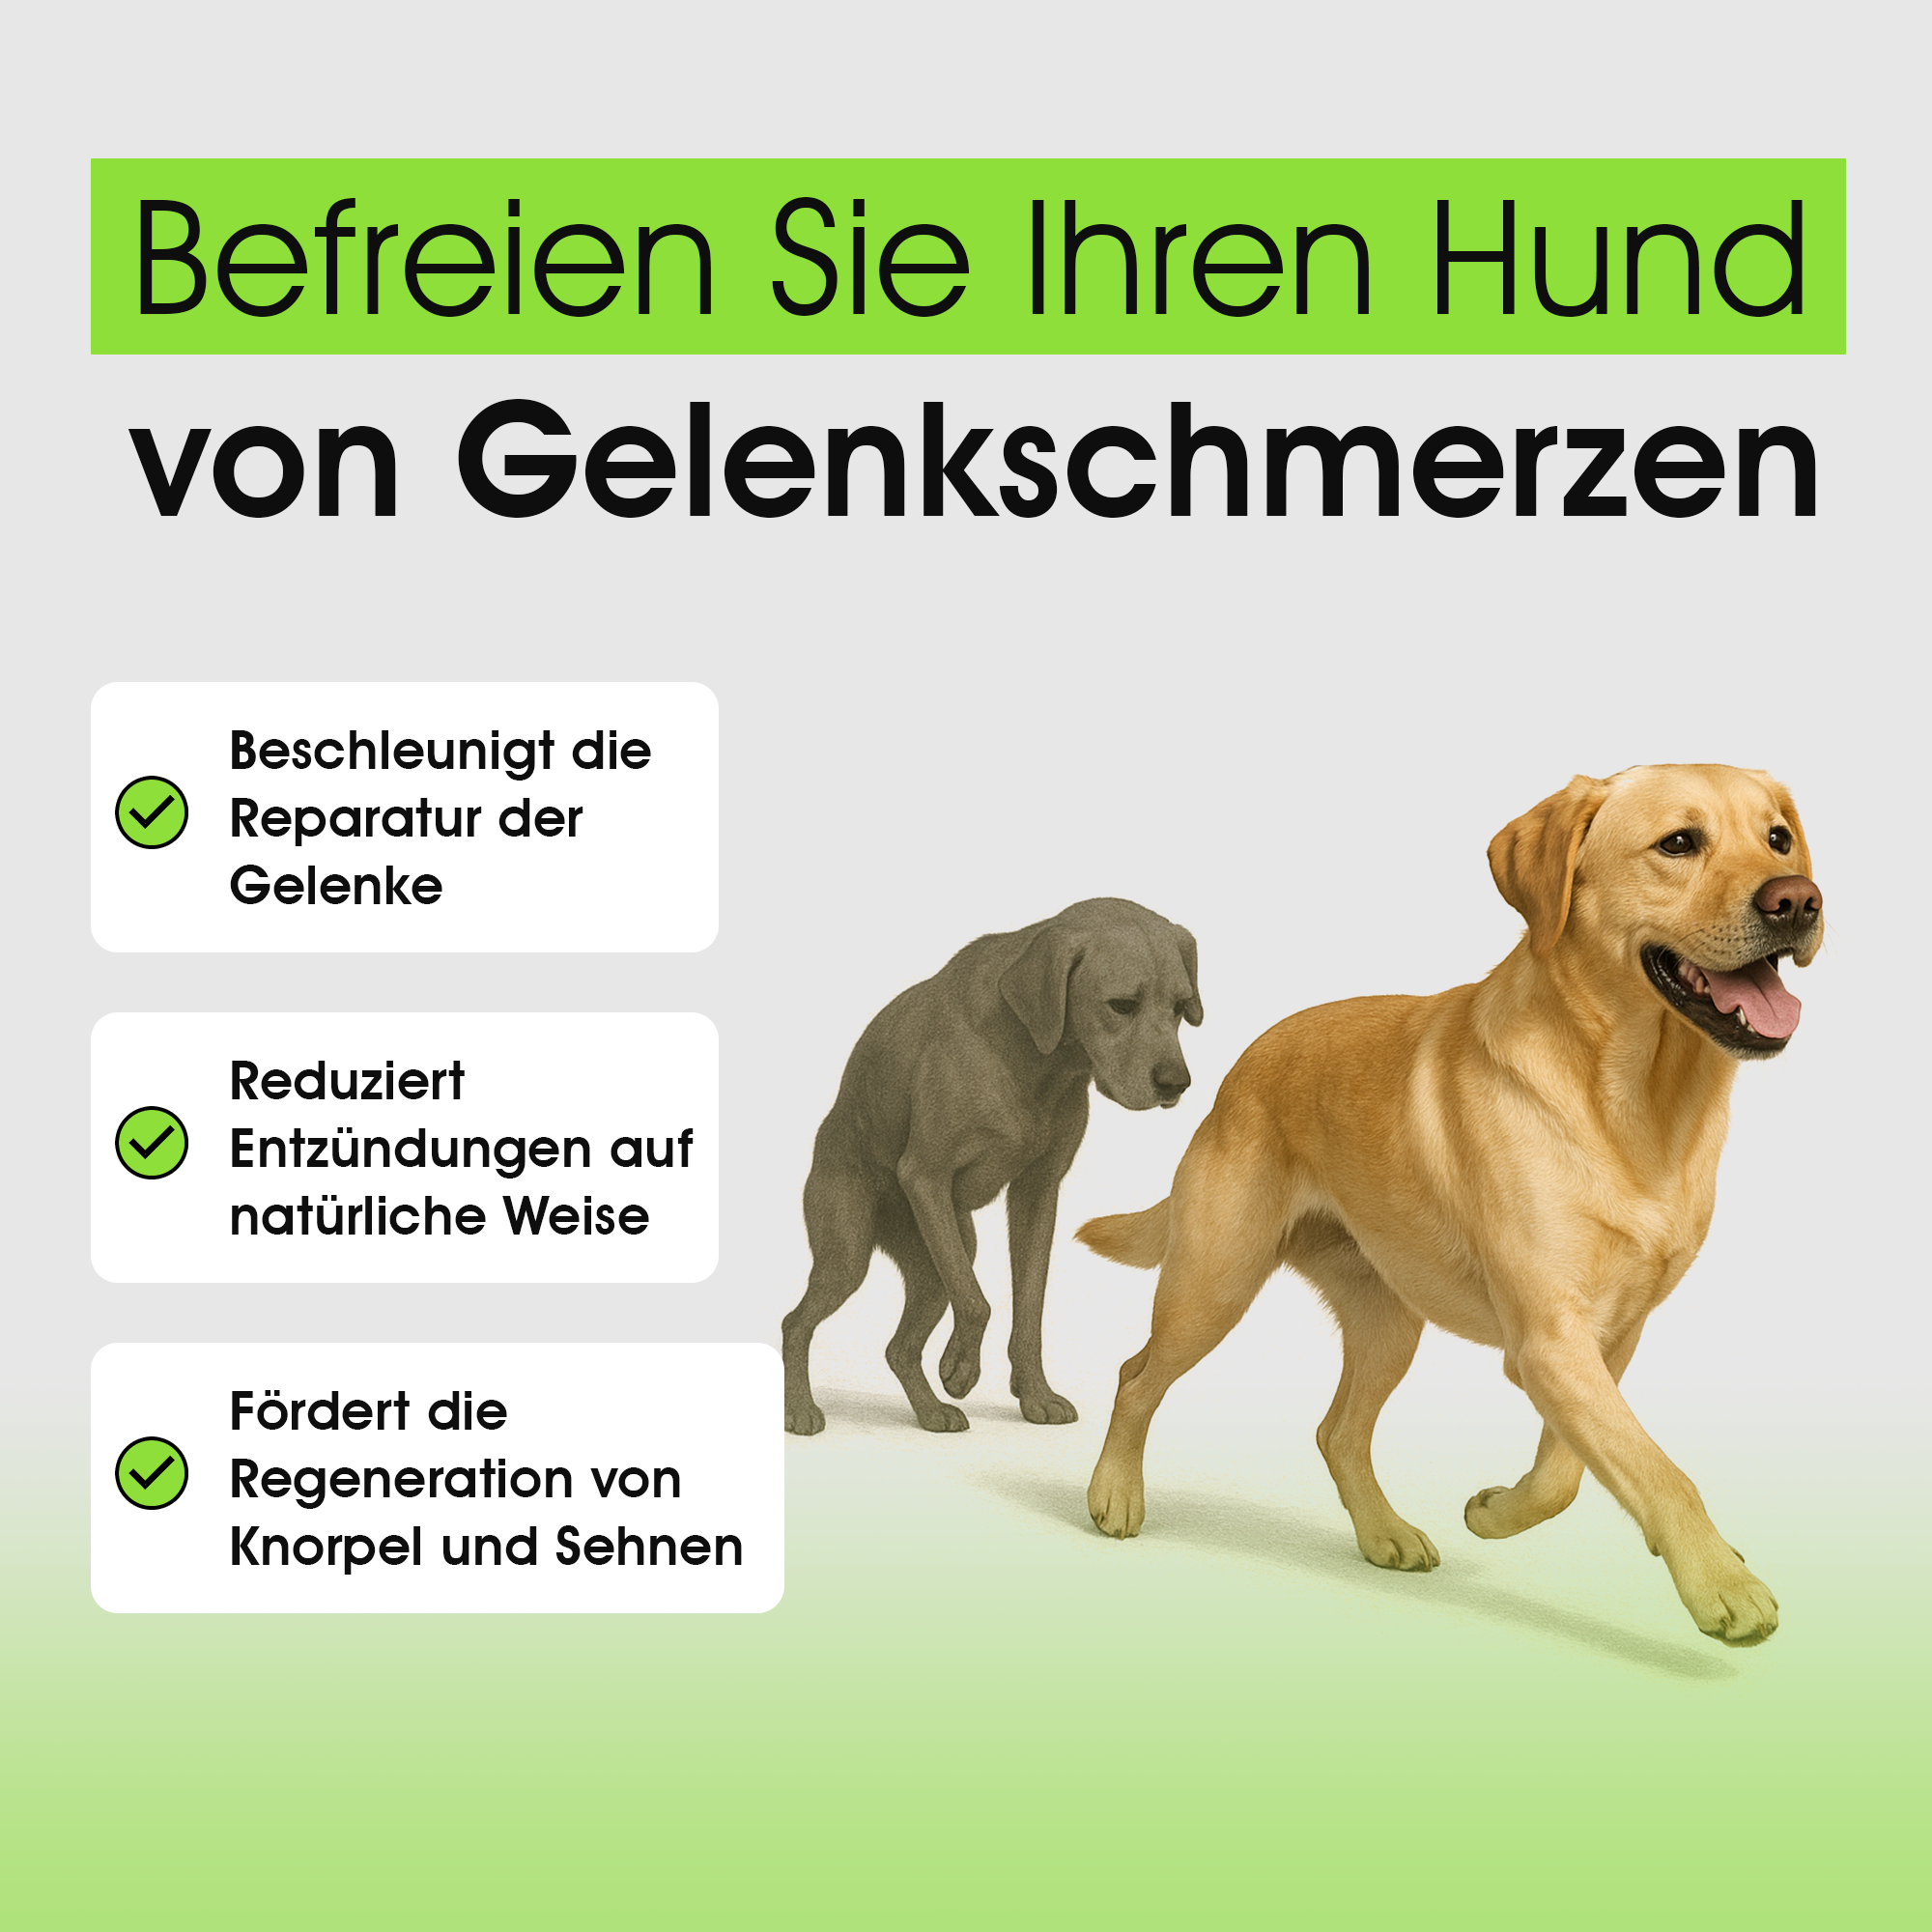 Befreien Sie Ihren Hund
von Gelenkschmerzen
Beschleunigt die
Reparatur der
Gelenke
Reduziert
Entzündungen auf
natürliche Weise
Fördert die
Regeneration von
Knorpel und Sehnen